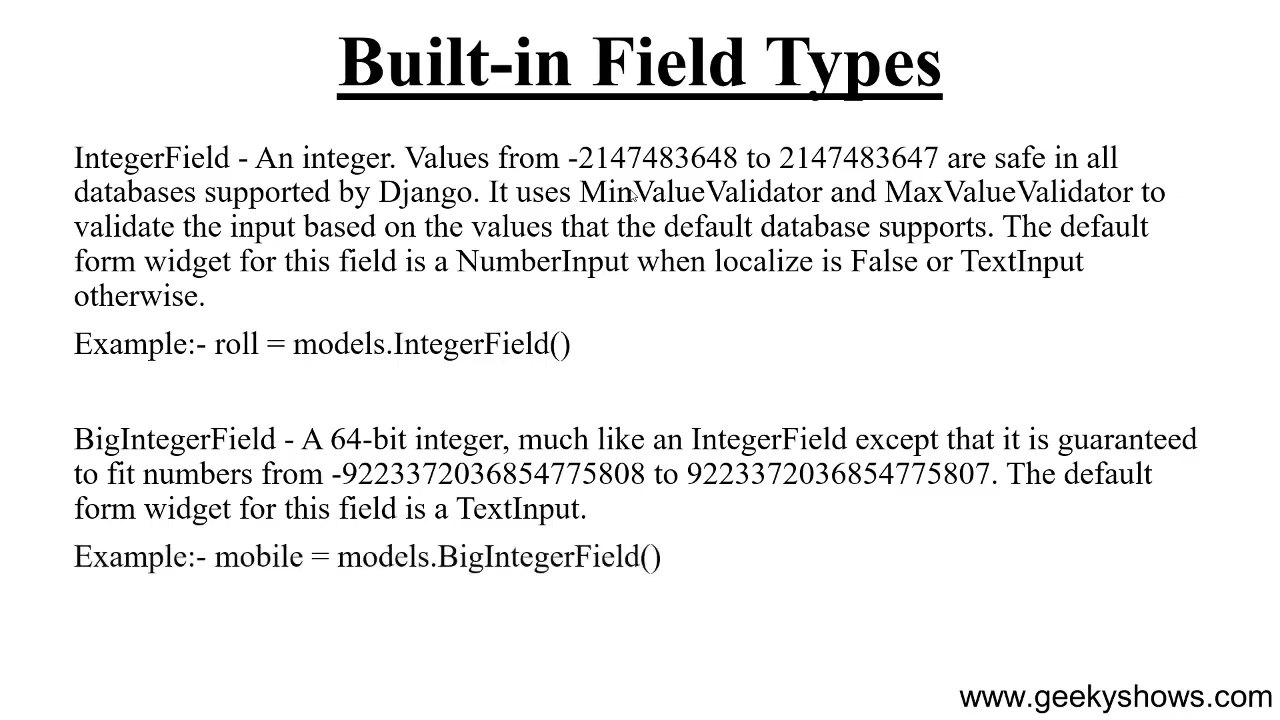 Built-in Field Types
IntegerField - An integer. Values from -2147483648 to 2147483647 are safe in all
databases supported by Django. It uses MinValueValidator and MaxValueValidator to
validate the input based on the values that the default database supports. The default
form widget for this field is a NumberInput when localize is False or TextInput
otherwise.
Example:- roll = models.IntegerField()
BigIntegerField - A 64-bit integer, much like an IntegerField except that it is guaranteed
to fit numbers from -9223372036854775808 to 9223372036854775807. The default
form widget for this field is a TextInput.
Example:- mobile = models.BigIntegerField()
www.geekyshows.com